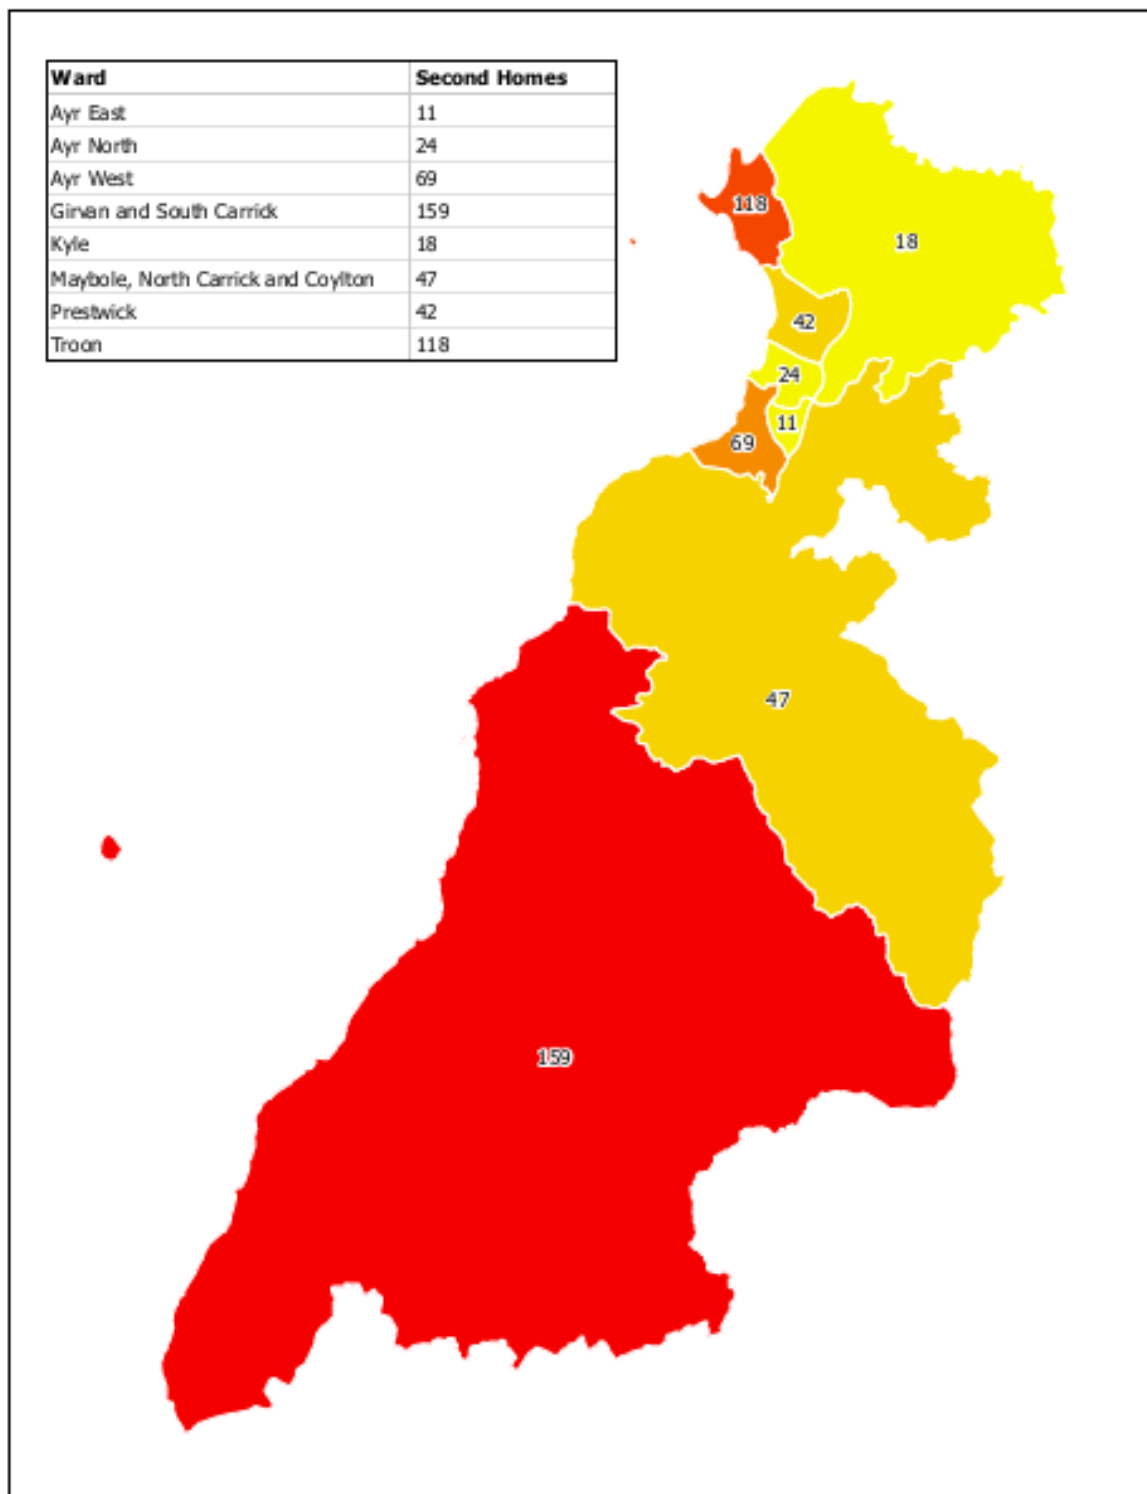 Ward Second Homes
Ayr East 11
Ayr North 24
Ayr West 69
Girvan and South Carrick 159
Kyle 18
Maybole, North Carrick and Coylton 47
Prestwick 42
Troon 118
118
18
42
24
11
69
47
159